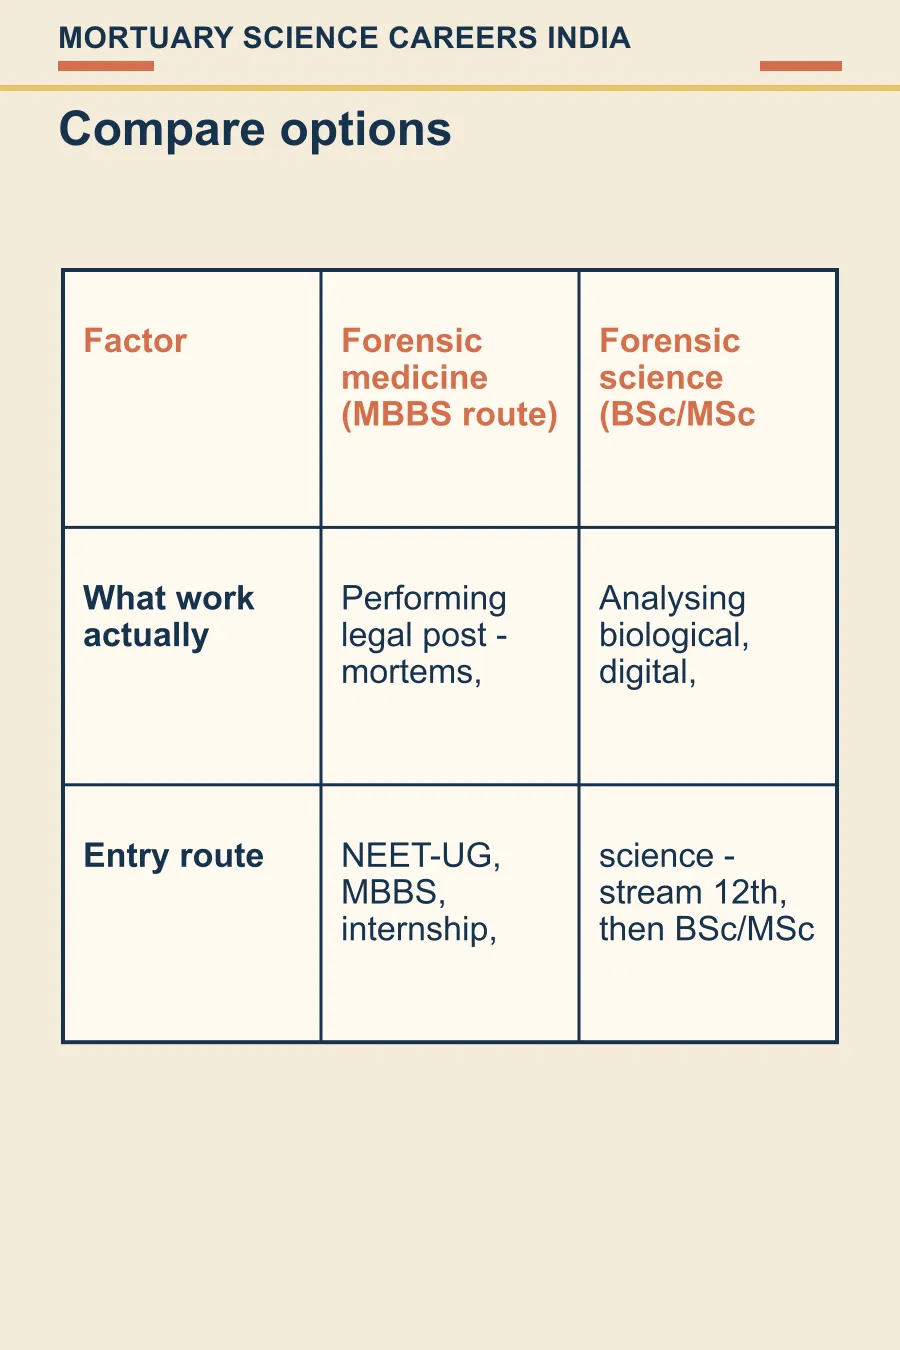 MORTUARY SCIENCE CAREERS INDIA
Compare options
Factor
Forensic
medicine
(MBBS route)
Forensic
science
(BSc/MSc
What work
actually
Performing
legal post -
mortems,
Analysing
biological,
digital,
Entry route
NEET-UG,
MBBS,
internship,
science -
stream 12th,
then BSc/MSc